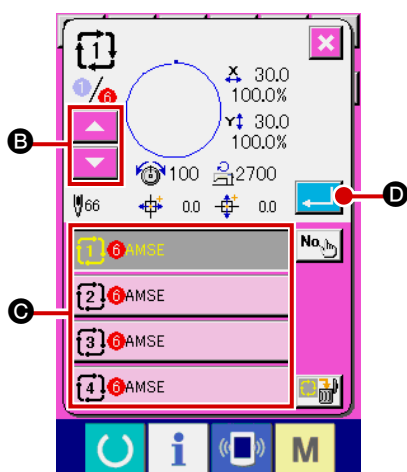 1
1/6
X 30.0
100.0%
Y 30.0
100.0%
B
100 2700
D
66 0.0 0.0
No.
1 6 AMSE
2 6 AMSE
C
3 6 AMSE
4 6 AMSE
i M